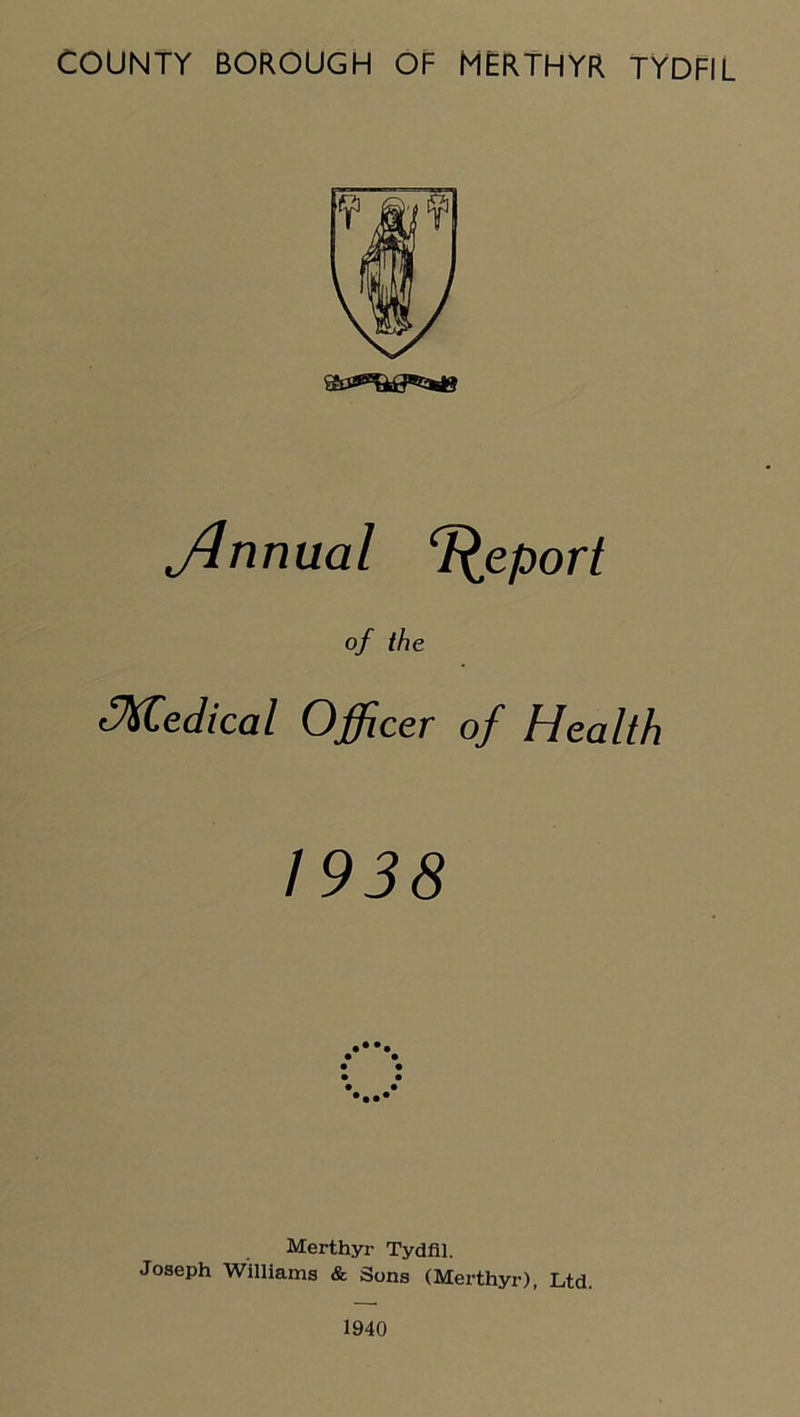 COUNTY BOROUGH OF MERTHYR TYDFIL
Annual Report
of the
Medical Officer of Health
1938
Merthyr Tydfil.
Joseph Williams & Sons (Merthyr), Ltd.
1940